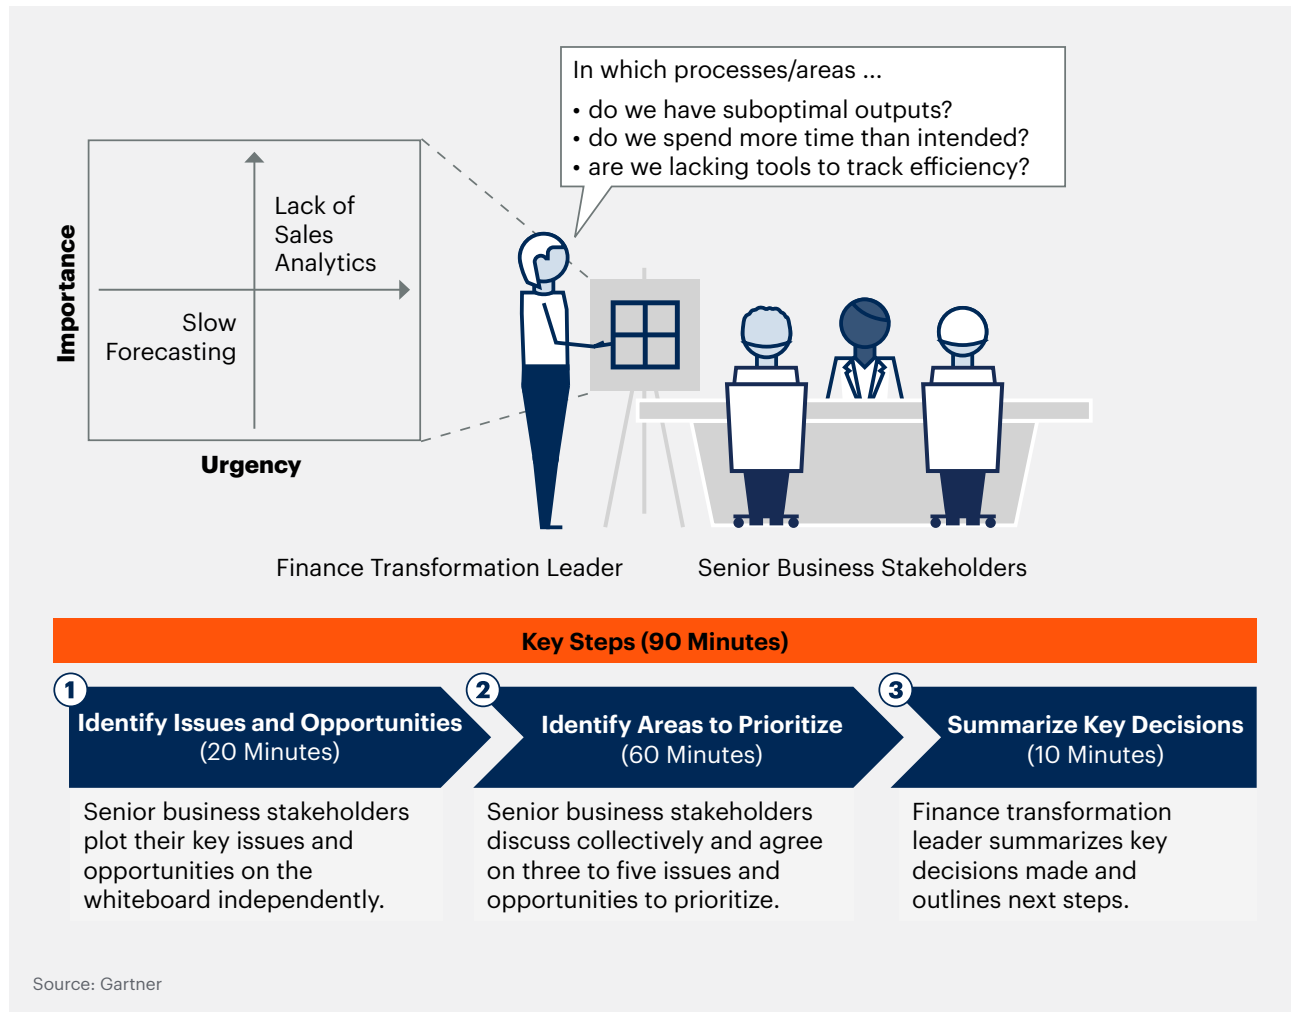 In which processes/areas ...
• do we have suboptimal outputs?
• do we spend more time than intended?
• are we lacking tools to track efficiency?
Importance
Lack of
Sales
Analytics
Slow
Forecasting
Urgency
Finance Transformation Leader
Senior Business Stakeholders
Key Steps (90 Minutes)
1
Identify Issues and Opportunities
(20 Minutes)
Senior business stakeholders
plot their key issues and
opportunities on the
whiteboard independently.
2
Identify Areas to Prioritize
(60 Minutes)
Senior business stakeholders
discuss collectively and agree
on three to five issues and
opportunities to prioritize.
3
Summarize Key Decisions
(10 Minutes)
Finance transformation
leader summarizes key
decisions made and
outlines next steps.
Source: Gartner